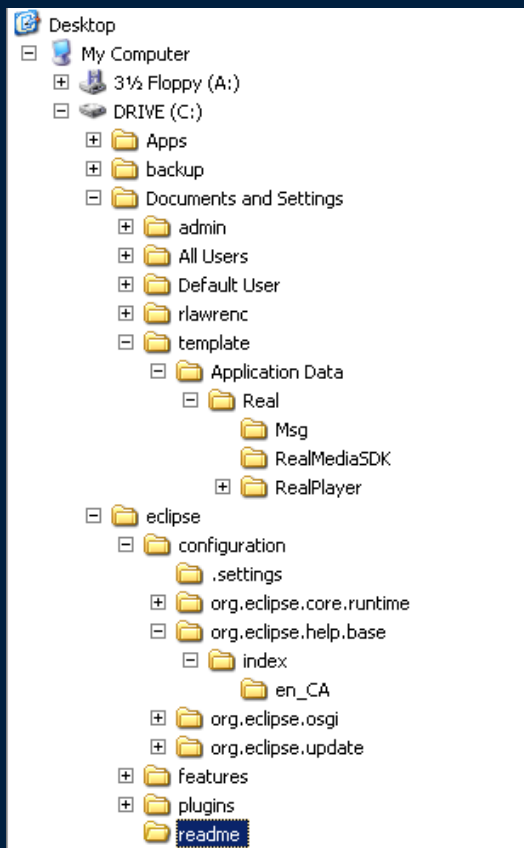 Desktop
My Computer
3½ Floppy (A:)
DRIVE (C:)
Apps
backup
Documents and Settings
admin
All Users
Default User
rlawrenc
template
Application Data
Real
Msg
RealMediaSDK
RealPlayer
eclipse
configuration
.settings
org.eclipse.core.runtime
org.eclipse.help.base
index
en_CA
org.eclipse.osgi
org.eclipse.update
features
plugins
readme